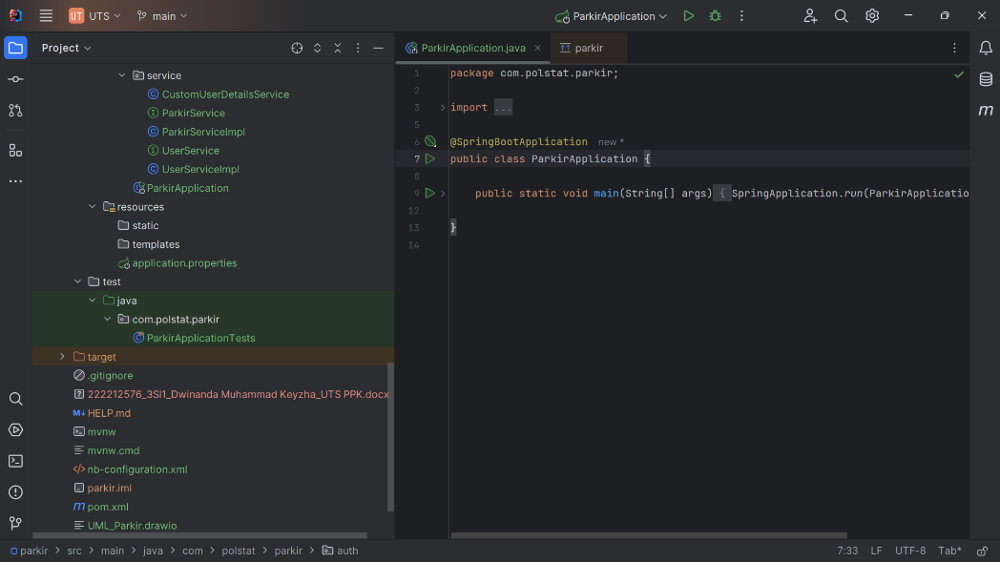 UT UTS main ParkirApplication
Project ParkirApplication.java parkir
service
CustomUserDetailsService
ParkirService
ParkirServiceImpl
UserService
UserServiceImpl
ParkirApplication
resources
static
templates
application.properties
test
java
com.polstat.parkir
ParkirApplicationTests
target
.gitignore
222212576_3SI1_Dwinanda Muhammad Keyzha_UTS PPK.docx
HELP.md
mvnw
mvnw.cmd
nb-configuration.xml
parkir.iml
pom.xml
UML_Parkir.drawio
1 package com.polstat.parkir;
2
3 import ...
5
6 @SpringBootApplication new *
7 public class ParkirApplication {
8
9 public static void main(String[] args) { SpringApplication.run(ParkirApplicatio
12
13 }
14
parkir > src > main > java > com > polstat > parkir > auth 7:33 LF UTF-8 Tab*